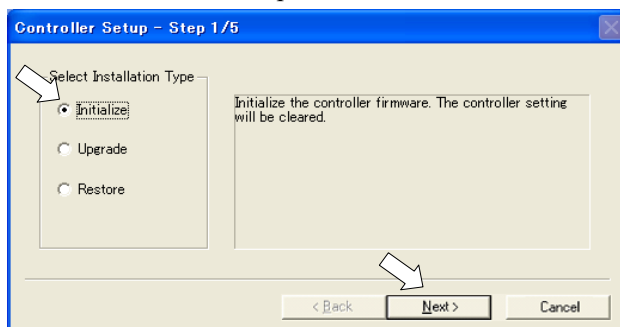 Controller Setup - Step 1/5
Select Installation Type
Initialize
Initialize the controller firmware. The controller setting
will be cleared.
Upgrade
Restore
< Back
Next >
Cancel